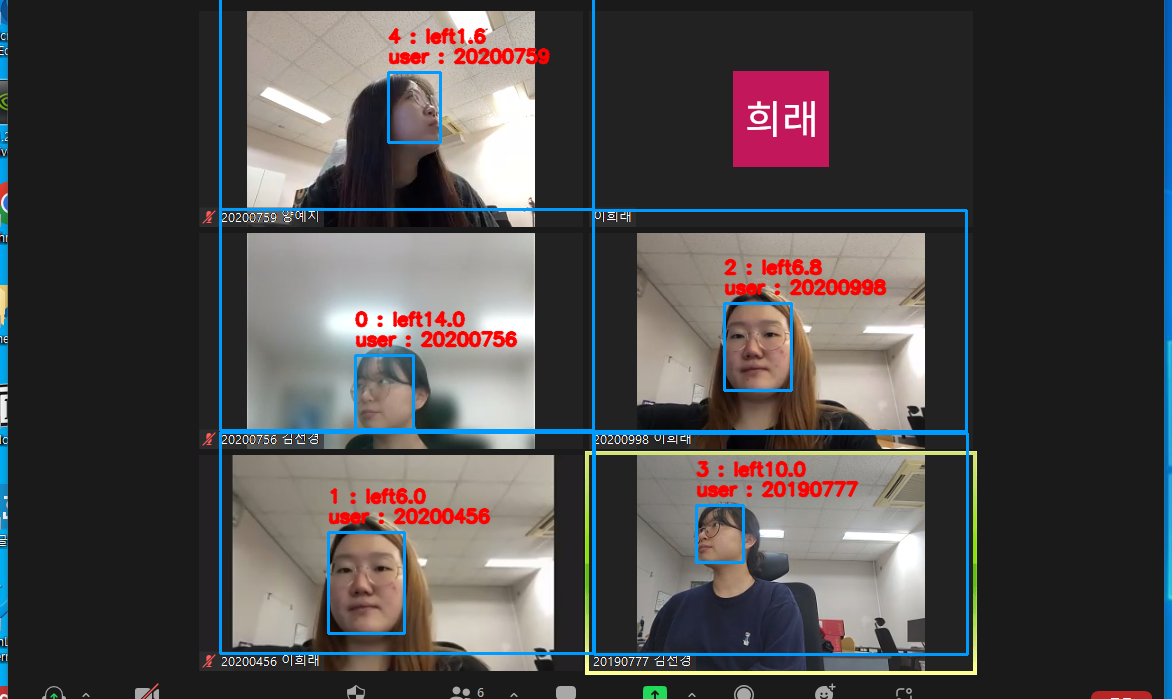 4 : left1.6
user : 20200759
희래
20200759 양예지
이희래
0 : left14.0
user : 20200756
2 : left6.8
user : 20200998
20200756 김선경
20200998 이희래
1 : left6.0
user : 20200456
3 : left10.0
user : 20190777
20200456 이희래
20190777 김선경
6